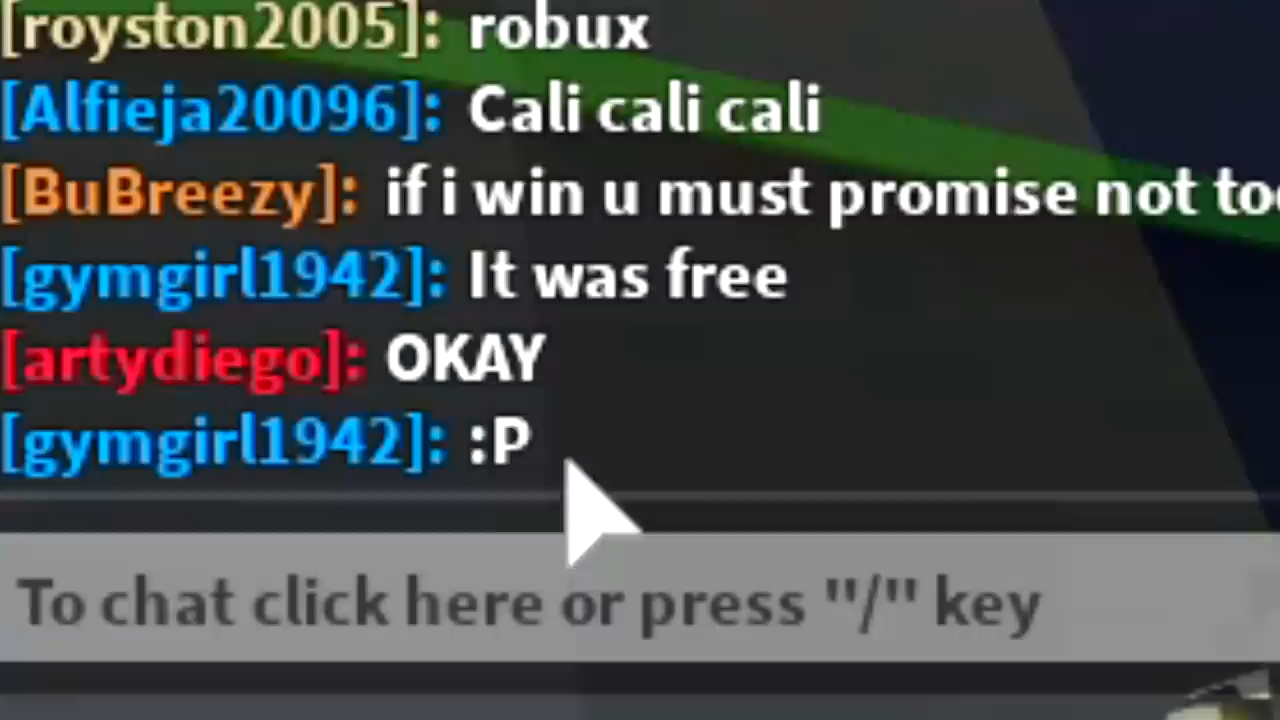 [royston2005]: robux
[Alfieja20096]: Cali cali cali
[BuBreezy]: if i win u must promise not
[gymgirl1942]: It was free
[artydiego]: OKAY
[gymgirl1942]: :P
To chat click here or press "/" key